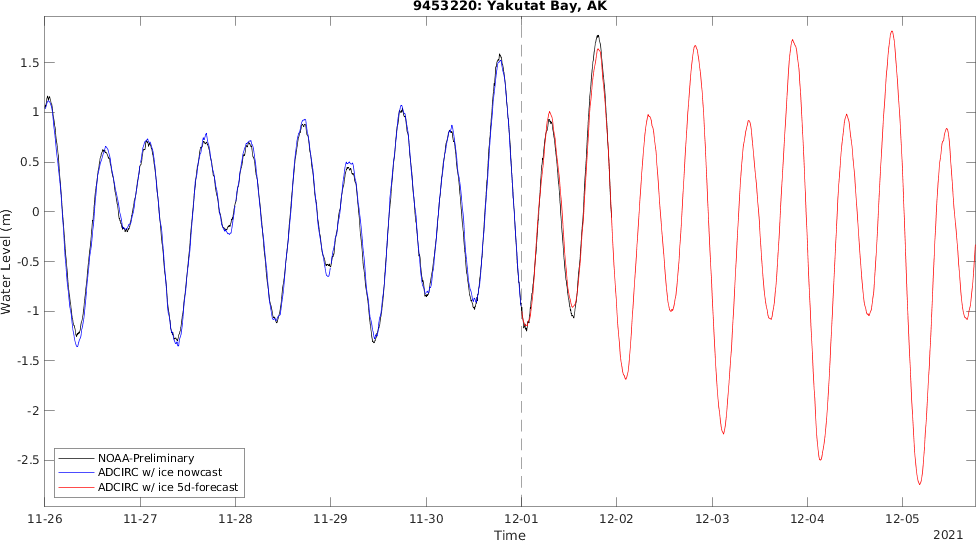 9453220: Yakutat Bay, AK
Water Level (m)
1.5
1
0.5
0
-0.5
-1
-1.5
-2
-2.5
NOAA-Preliminary
ADCIRC w/ ice nowcast
ADCIRC w/ ice 5d-forecast
11-26 11-27 11-28 11-29 11-30 12-01 12-02 12-03 12-04 12-05
Time
2021